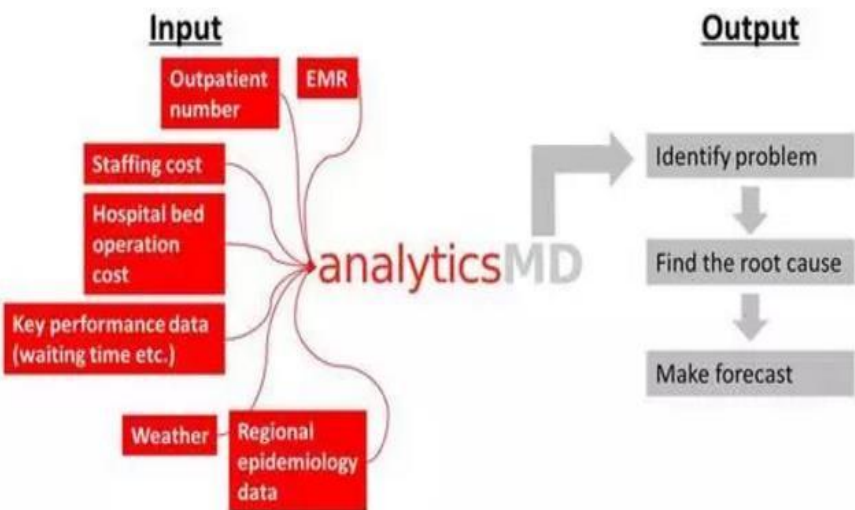 Input
Output
Outpatient
number
EMR
Staffing cost
Hospital bed
operation
cost
Key performance data
(waiting time etc.)
Weather
Regional
epidemiology
data
analyticsMD
Identify problem
Find the root cause
Make forecast